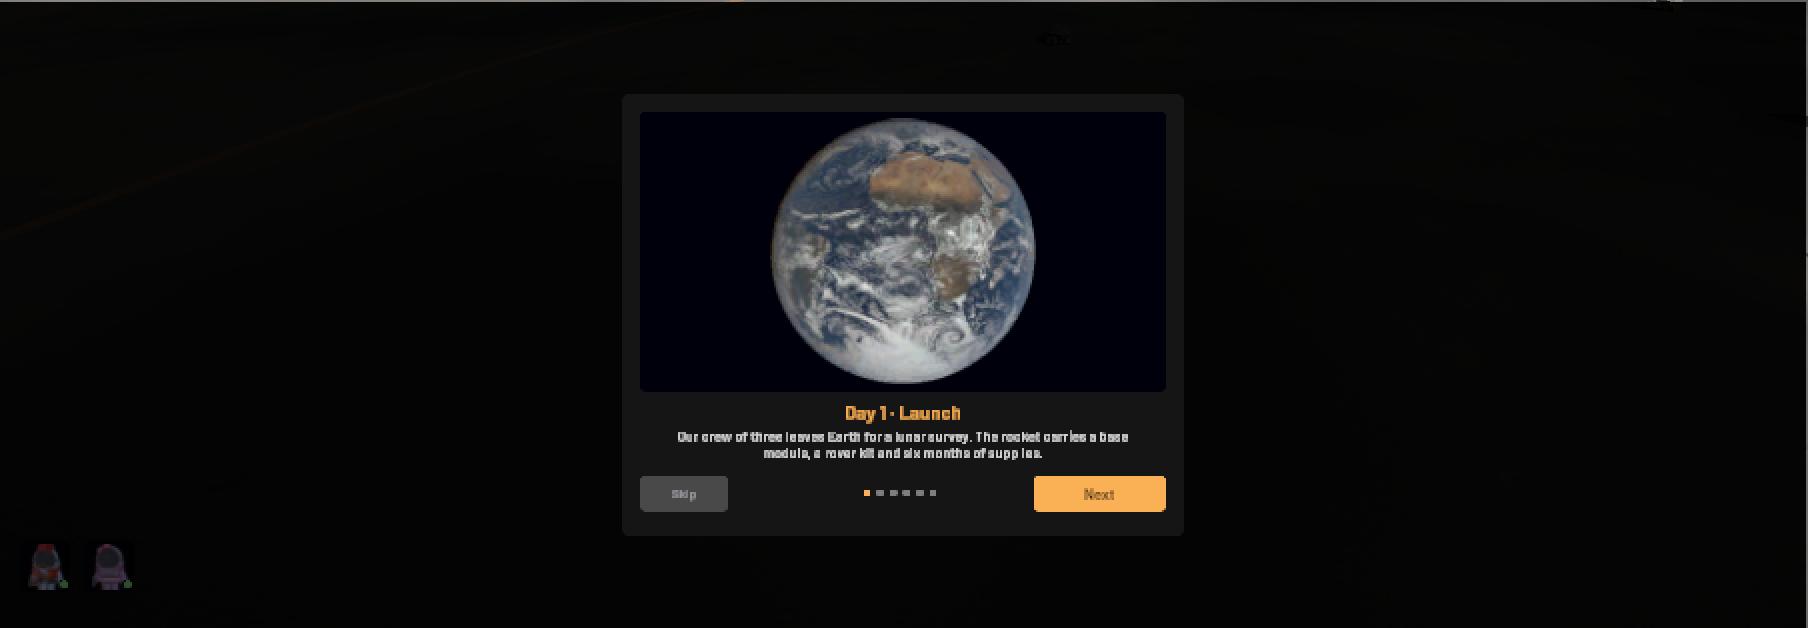 Day 1 · Launch
Our crew of three leaves Earth for a lunar survey. The rocket carries a base
module, a rover kit and six months of supplies.
Skip
Next